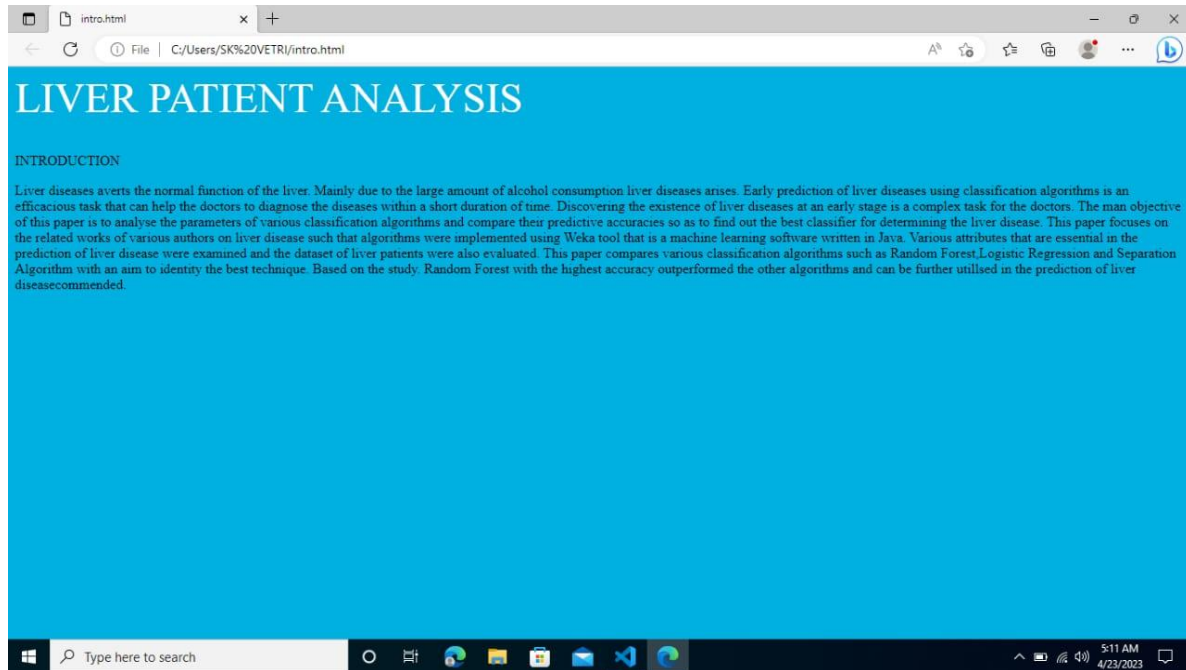 intro.html
File
C:/Users/SK%20VETRI/intro.html
LIVER PATIENT ANALYSIS
INTRODUCTION
Liver diseases averts the normal function of the liver. Mainly due to the large amount of alcohol consumption liver diseases arises. Early prediction of liver diseases using classification algorithms is an
efficacious task that can help the doctors to diagnose the diseases within a short duration of time. Discovering the existence of liver diseases at an early stage is a complex task for the doctors. The man objective
of this paper is to analyse the parameters of various classification algorithms and compare their predictive accuracies so as to find out the best classifier for determining the liver disease. This paper focuses on
the related works of various authors on liver disease such that algorithms were implemented using Weka tool that is a machine learning software written in Java. Various attributes that are essential in the
prediction of liver disease were examined and the dataset of liver patients were also evaluated. This paper compares various classification algorithms such as Random Forest,Logistic Regression and Separation
Algorithm with an aim to identity the best technique. Based on the study. Random Forest with the highest accuracy outperformed the other algorithms and can be further utillsed in the prediction of liver
diseasecommended.
Type here to search
5:11 AM
4/23/2023